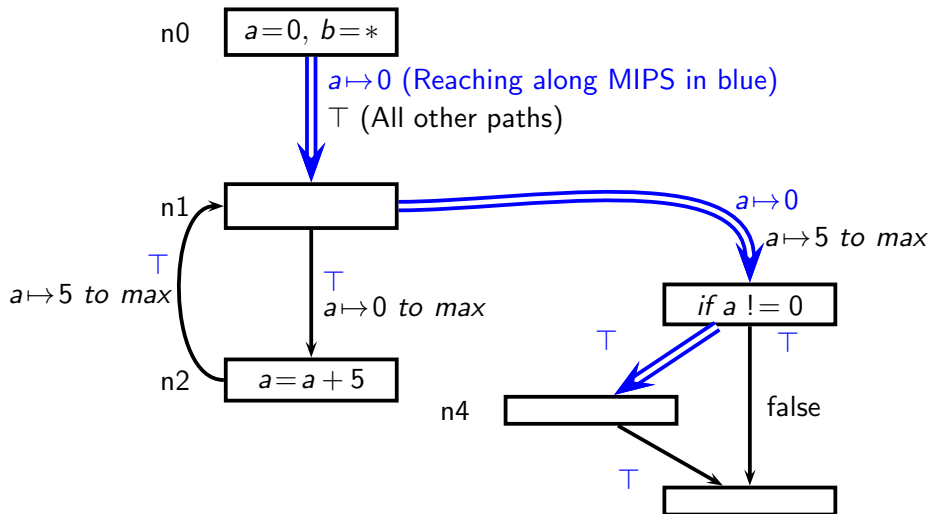 n0
a=0, b=*
a↦0 (Reaching along MIPS in blue)
⊤ (All other paths)
n1
a↦0
a↦5 to max
⊤
a↦5 to max
⊤
a↦0 to max
if a != 0
⊤
⊤
n2
a=a+5
n4
false
⊤